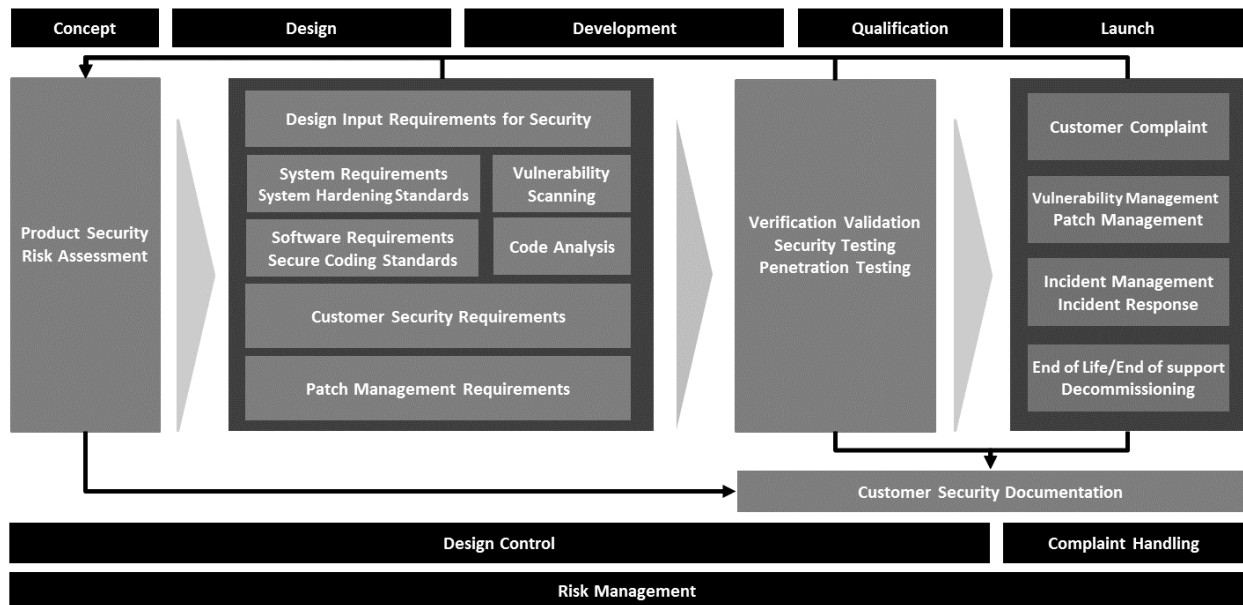 Concept
Design
Development
Qualification
Launch
Product Security
Risk Assessment
Design Input Requirements for Security
System Requirements
System Hardening Standards
Vulnerability
Scanning
Software Requirements
Secure Coding Standards
Code Analysis
Customer Security Requirements
Patch Management Requirements
Verification Validation
Security Testing
Penetration Testing
Customer Complaint
Vulnerability Management
Patch Management
Incident Management
Incident Response
End of Life/End of support
Decommissioning
Customer Security Documentation
Design Control
Complaint Handling
Risk Management